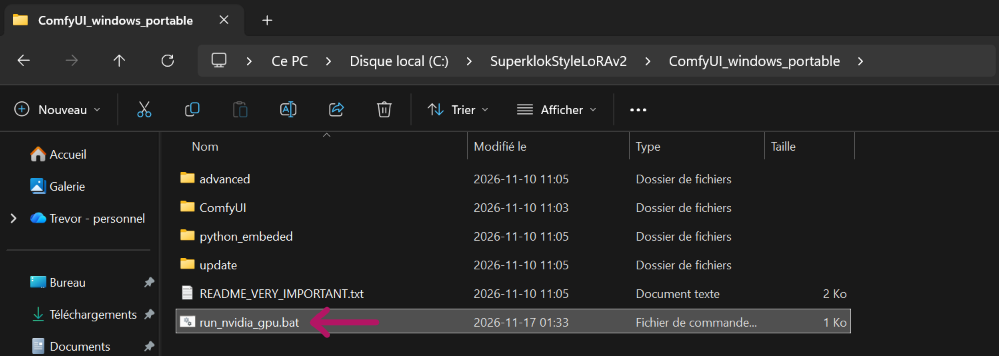 ComfyUI_windows_portable
Ce PC > Disque local (C:) > SuperklokStyleLoRAv2 > ComfyUI_windows_portable >
Nouveau Trier Afficher
Nom Modifié le Type Taille
Accueil
Galerie
Trevor - personnel
Bureau
Téléchargements
Documents
advanced 2026-11-10 11:05 Dossier de fichiers
ComfyUI 2026-11-10 11:03 Dossier de fichiers
python_embeded 2026-11-10 11:05 Dossier de fichiers
update 2026-11-10 11:05 Dossier de fichiers
README_VERY_IMPORTANT.txt 2026-11-10 11:05 Document texte 2 Ko
run_nvidia_gpu.bat 2026-11-17 01:33 Fichier de commande... 1 Ko